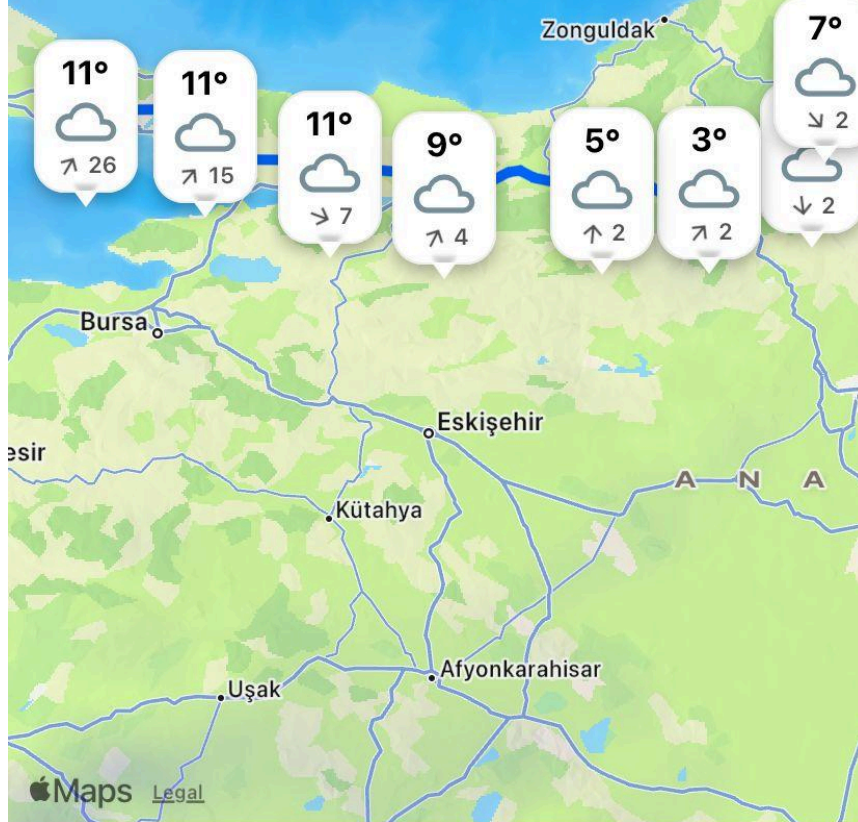 Zonguldak
7°
2
11°
26
11°
15
11°
7
9°
4
5°
2
3°
2
2
Bursa
Eskişehir
esir
A N A
Kütahya
Afyonkarahisar
Uşak
Maps Legal